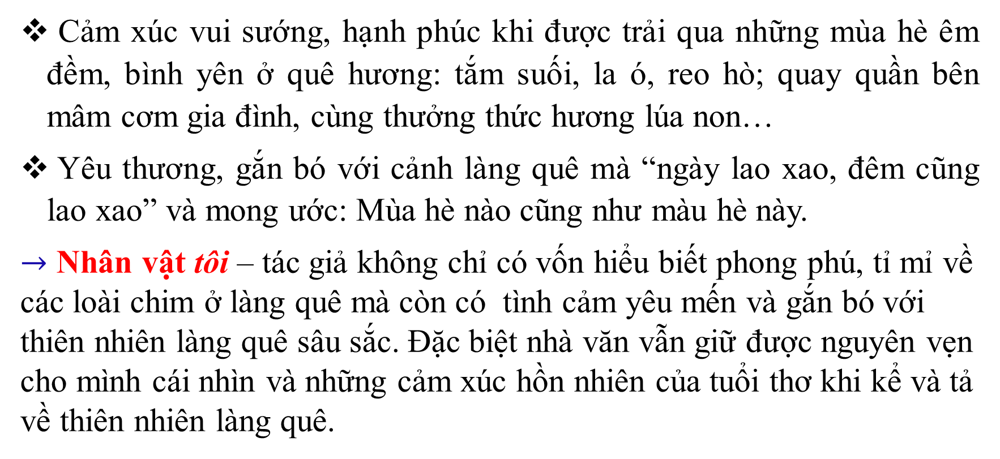 ❖ Cảm xúc vui sướng, hạnh phúc khi được trải qua những mùa hè êm
đềm, bình yên ở quê hương: tắm suối, la ó, reo hò; quay quần bên
mâm cơm gia đình, cùng thưởng thức hương lúa non…
❖ Yêu thương, gắn bó với cảnh làng quê mà “ngày lao xao, đêm cũng
lao xao” và mong ước: Mùa hè nào cũng như màu hè này.
→ Nhân vật tôi – tác giả không chỉ có vốn hiểu biết phong phú, tỉ mỉ về
các loài chim ở làng quê mà còn có  tình cảm yêu mến và gắn bó với
thiên nhiên làng quê sâu sắc. Đặc biệt nhà văn vẫn giữ được nguyên vẹn
cho mình cái nhìn và những cảm xúc hồn nhiên của tuổi thơ khi kể và tả
về thiên nhiên làng quê.